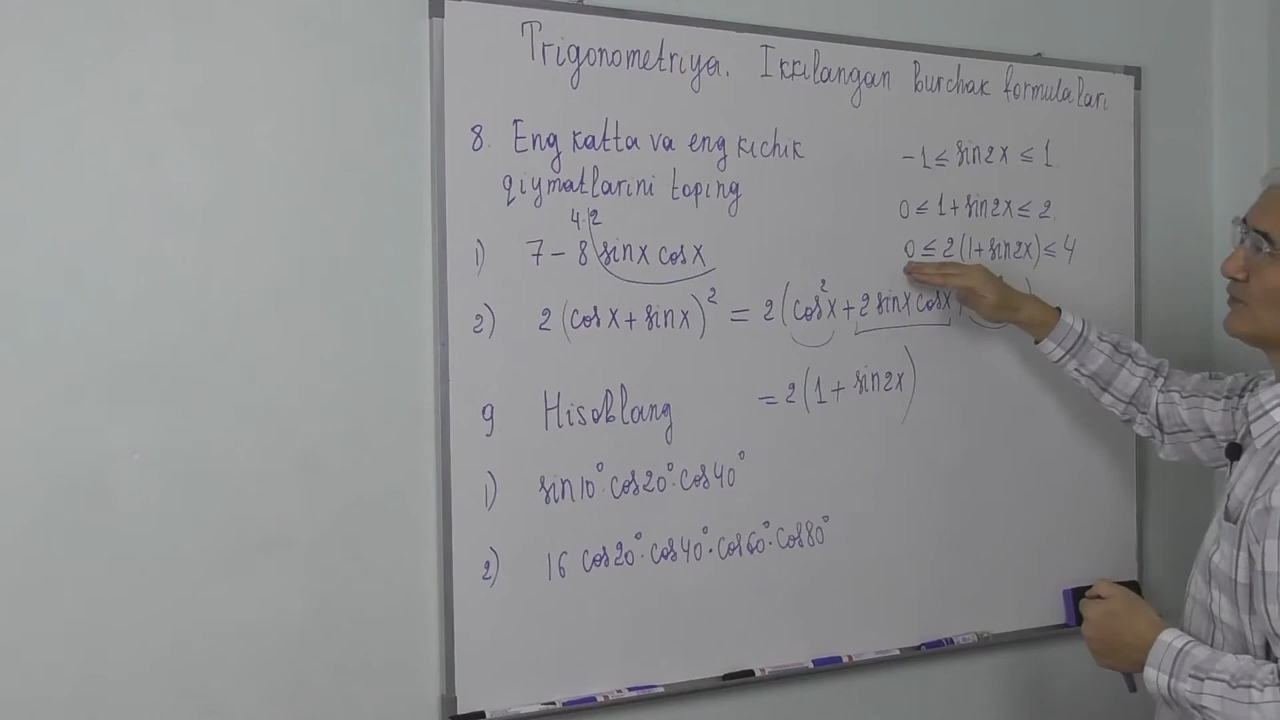 Trigonometriya. Ikkilangan burchak formulalari
8. Eng katta va eng kichik
qiymatlarini toping
4·2
1) 7 - 8 sinx cosx
2) 2(cosx + sinx)² = 2(cos²x + 2 sinx cosx
= 2(1 + sin2x)
-1 ≤ sin2x ≤ 1
0 ≤ 1 + sin2x ≤ 2
0 ≤ 2(1 + sin2x) ≤ 4
9 Hisoblang
1) sin10°·cos20°·cos40°
2) 16 cos20°·cos40°·cos60°·cos80°